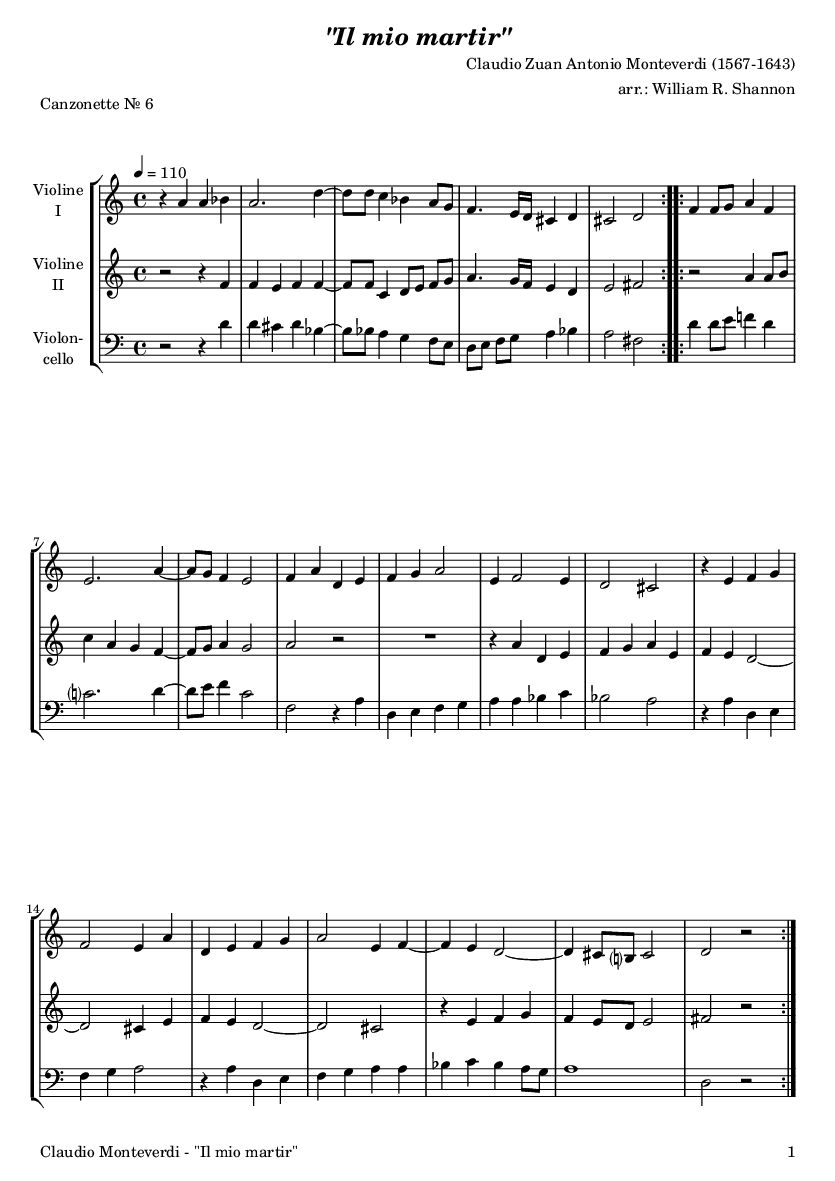 "Il mio martir"
Claudio Zuan Antonio Monteverdi (1567-1643)
arr.: William R. Shannon
Canzonette № 6
= 110
Violine
I
Violine
II
Violon-
cello
7
14
Claudio Monteverdi - "Il mio martir"
1